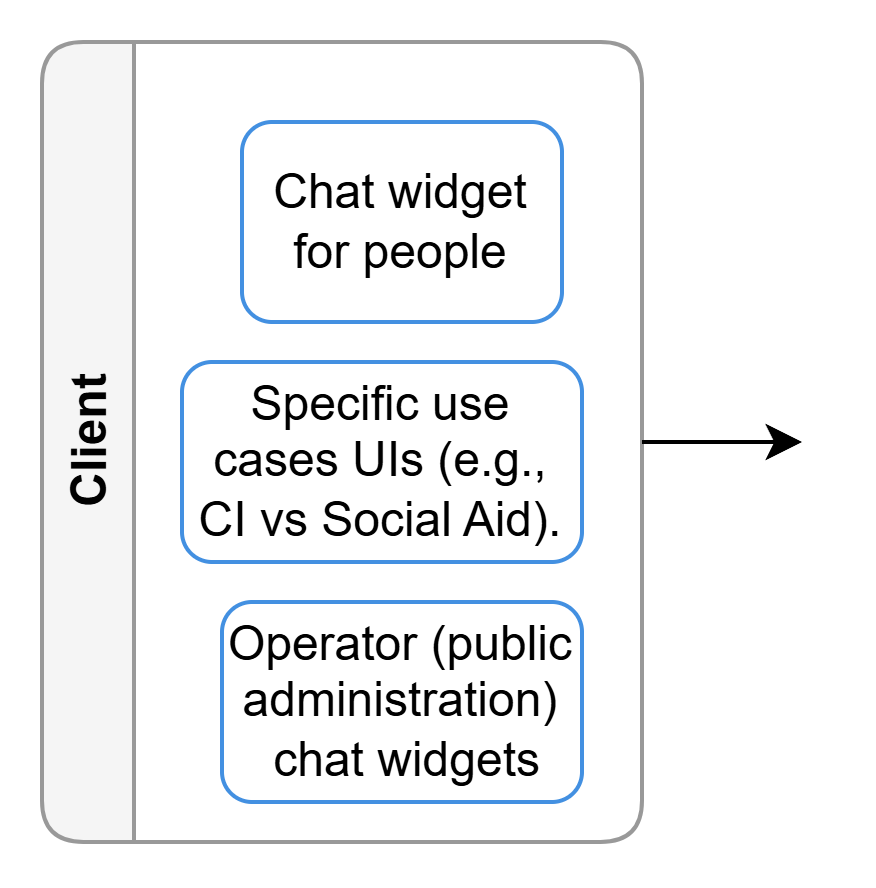 Client
Chat widget
for people
Specific use
cases UIs (e.g.,
CI vs Social Aid).
Operator (public
administration)
chat widgets